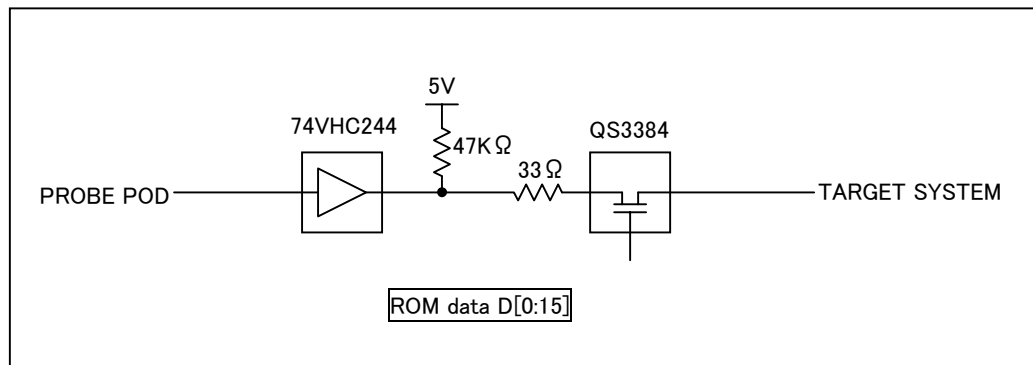 5V
74VHC244
47KΩ
QS3384
33Ω
PROBE POD
TARGET SYSTEM
ROM data D[0:15]